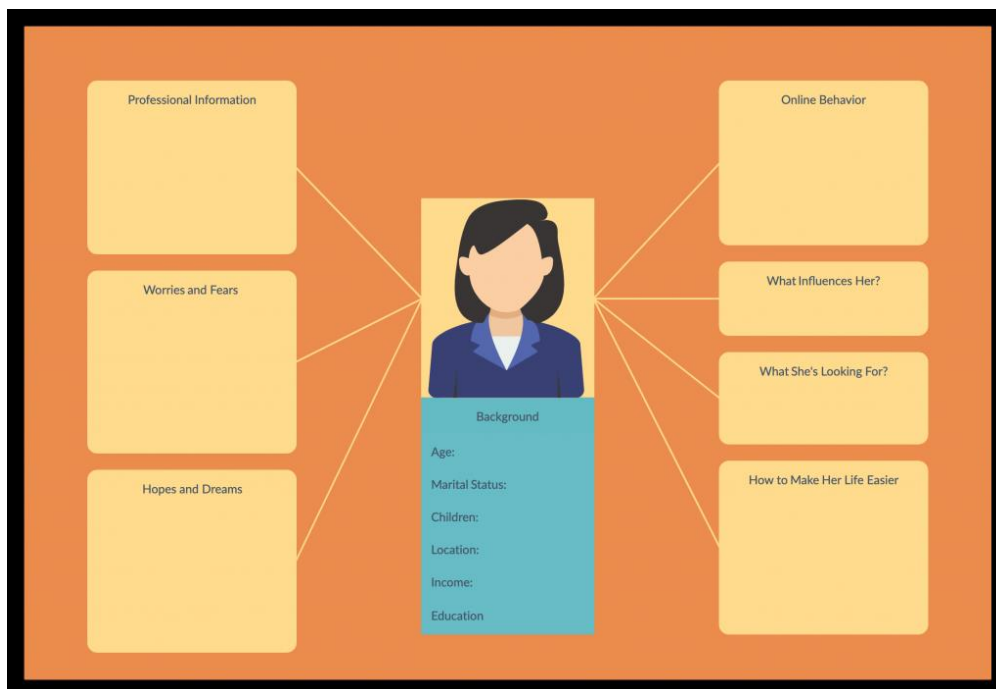 Professional Information
Worries and Fears
Hopes and Dreams
Background
Age:
Marital Status:
Children:
Location:
Income:
Education
Online Behavior
What Influences Her?
What She's Looking For?
How to Make Her Life Easier